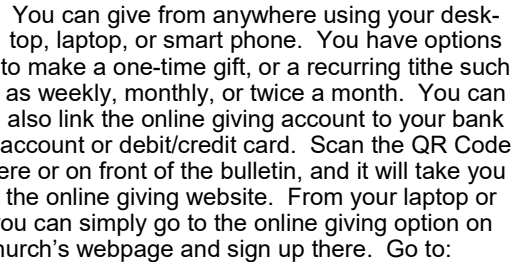 You can give from anywhere using your desk-
top, laptop, or smart phone.  You have options
to make a one-time gift, or a recurring tithe such
as weekly, monthly, or twice a month.  You can
also link the online giving account to your bank
account or debit/credit card.  Scan the QR Code
ere or on front of the bulletin, and it will take you
the online giving website.  From your laptop or
ou can simply go to the online giving option on
hurch's webpage and sign up there.  Go to: